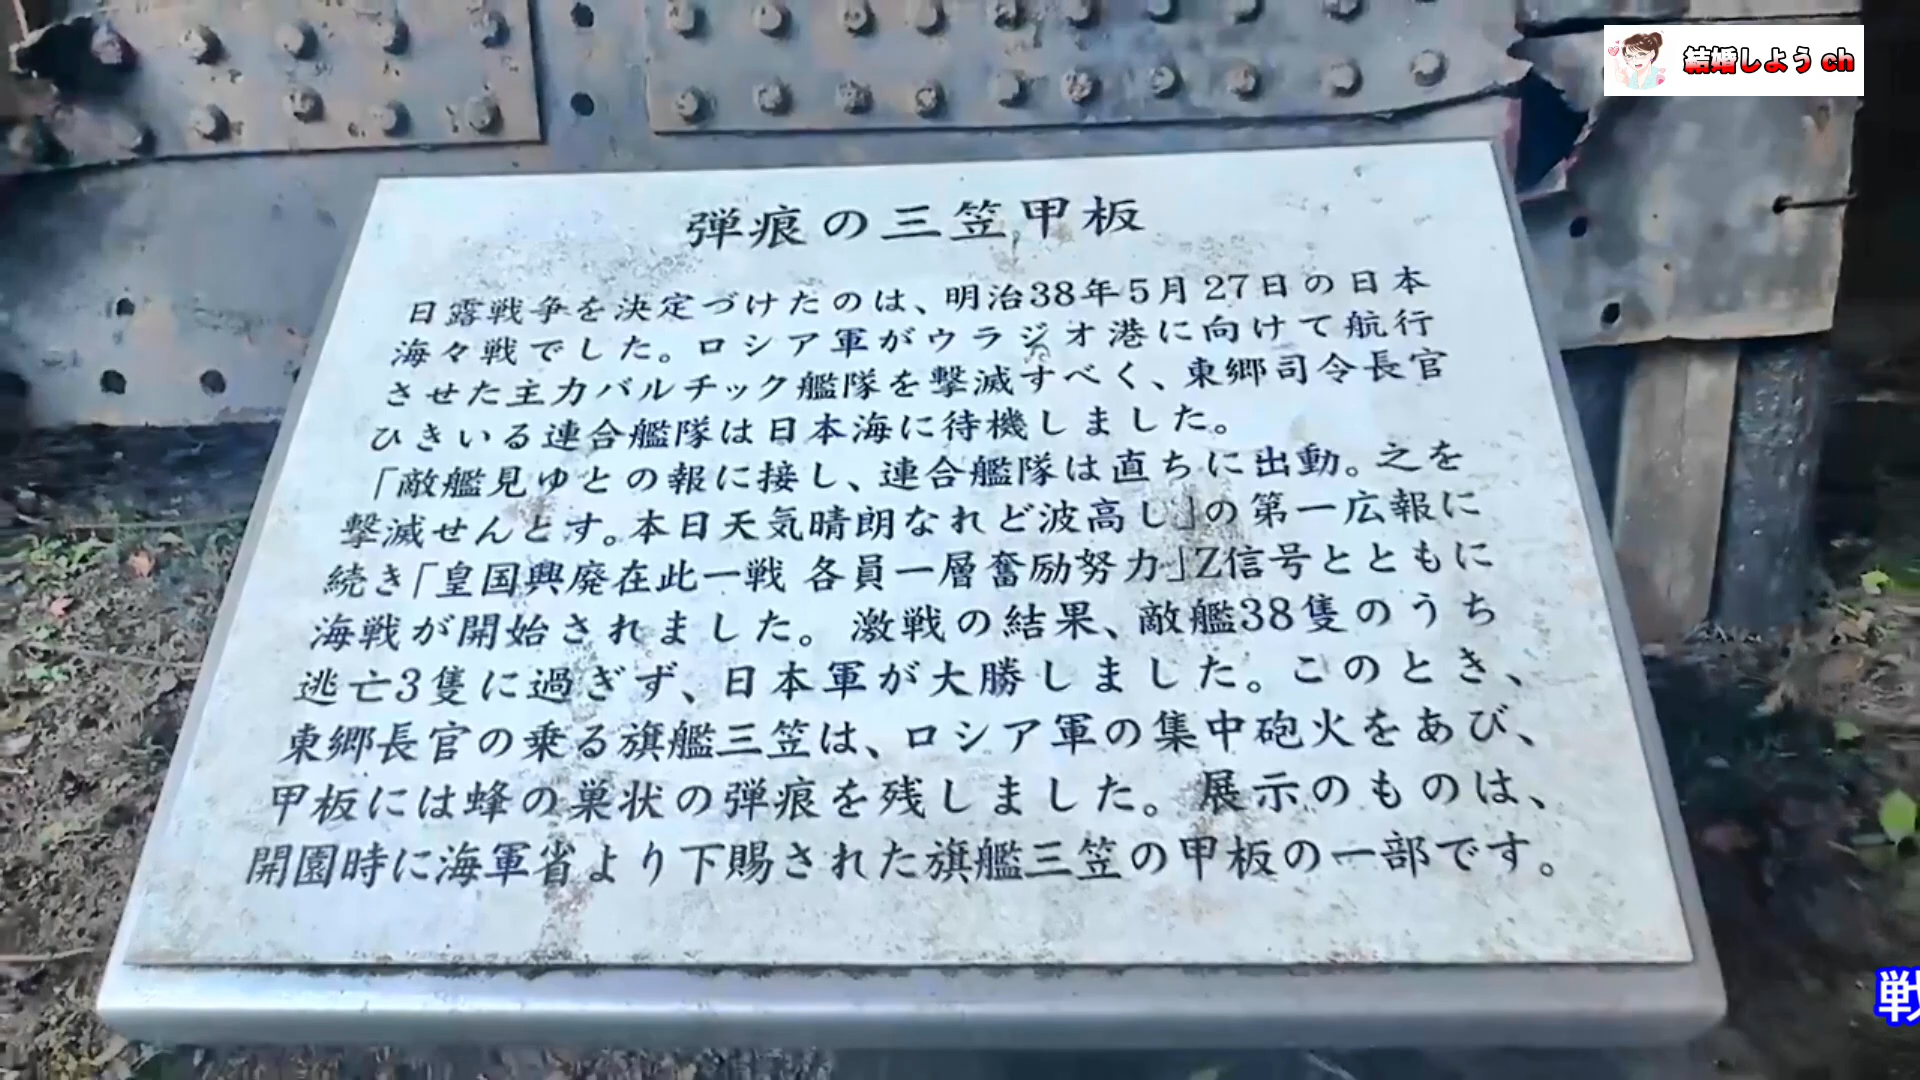 結婚しよう ch
弾痕の三笠甲板
日露戦争を決定づけたのは、明治38年5月27日の日本
海々戦でした。ロシア軍がウラジオ港に向けて航行
させた主力バルチック艦隊を撃滅すべく、東郷司令長官
ひきいる連合艦隊は日本海に待機しました。
「敵艦見ゆとの報に接し、連合艦隊は直ちに出動。之を
撃滅せんとす。本日天気晴朗なれど波高し」の第一広報に
続き「皇国興廃在此一戦 各員一層奮励努力」Z信号とともに
海戦が開始されました。激戦の結果、敵艦38隻のうち
逃亡3隻に過ぎず、日本軍が大勝しました。このとき、
東郷長官の乗る旗艦三笠は、ロシア軍の集中砲火をあび、
甲板には蜂の巣状の弾痕を残しました。展示のものは、
開園時に海軍省より下賜された旗艦三笠の甲板の一部です。
戦